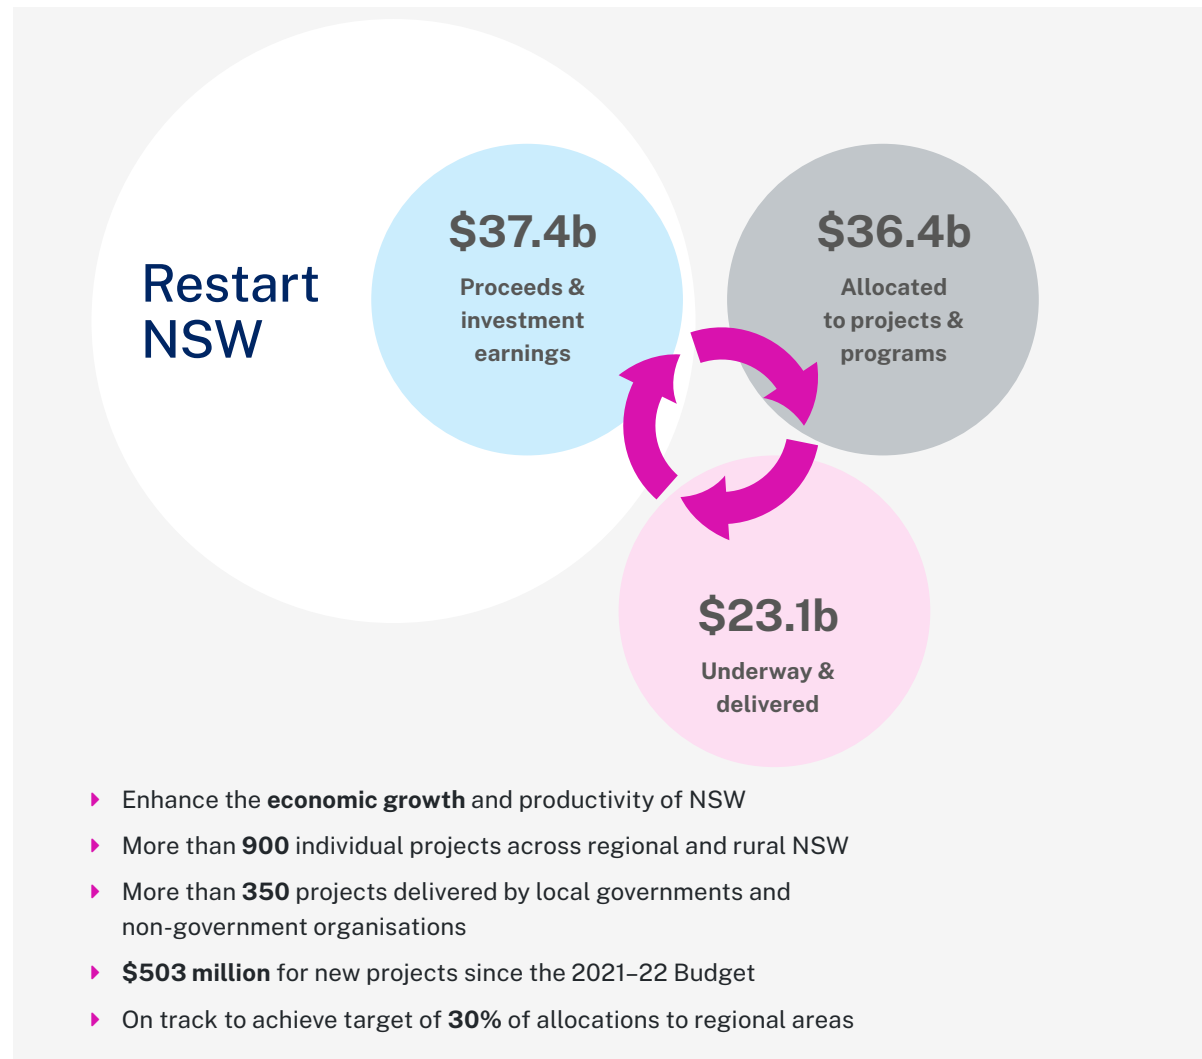 Restart
NSW
$37.4b
Proceeds &
investment
earnings
$36.4b
Allocated
to projects &
programs
$23.1b
Underway &
delivered
Enhance the economic growth and productivity of NSW
More than 900 individual projects across regional and rural NSW
More than 350 projects delivered by local governments and
non-government organisations
$503 million for new projects since the 2021–22 Budget
On track to achieve target of 30% of allocations to regional areas